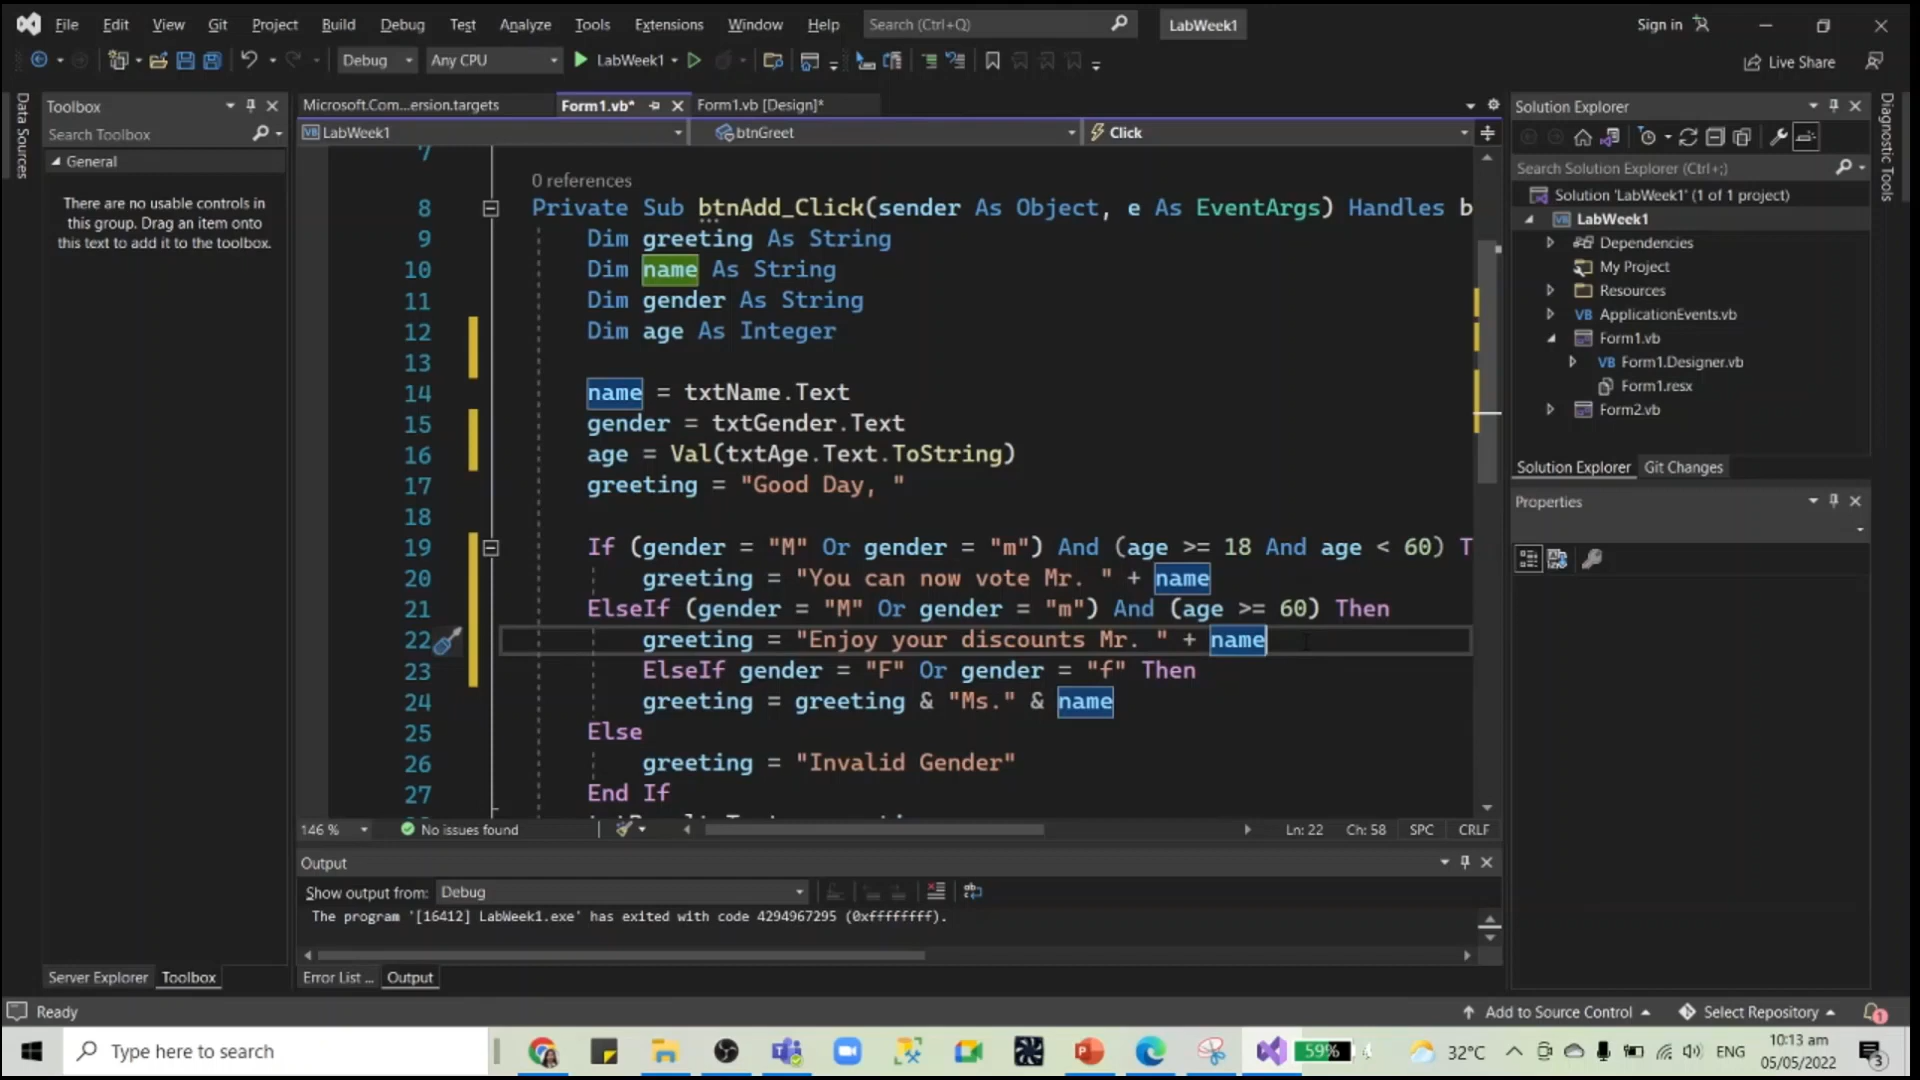 File Edit View Git Project Build Debug Test Analyze Tools Extensions Window Help Search (Ctrl+Q) LabWeek1 Sign in
Debug Any CPU LabWeek1 Live Share
Data Sources
Toolbox
Search Toolbox
General
There are no usable controls in
this group. Drag an item onto
this text to add it to the toolbox.
Server Explorer Toolbox
Microsoft.Com...ersion.targets Form1.vb* Form1.vb [Design]*
VB LabWeek1 btnGreet Click
7
0 references
8 Private Sub btnAdd_Click(sender As Object, e As EventArgs) Handles b
9 Dim greeting As String
10 Dim name As String
11 Dim gender As String
12 Dim age As Integer
13
14 name = txtName.Text
15 gender = txtGender.Text
16 age = Val(txtAge.Text.ToString)
17 greeting = "Good Day, "
18
19 If (gender = "M" Or gender = "m") And (age >= 18 And age < 60) T
20 greeting = "You can now vote Mr. " + name
21 ElseIf (gender = "M" Or gender = "m") And (age >= 60) Then
22 greeting = "Enjoy your discounts Mr. " + name
23 ElseIf gender = "F" Or gender = "f" Then
24 greeting = greeting & "Ms." & name
25 Else
26 greeting = "Invalid Gender"
27 End If
146 % No issues found Ln: 22 Ch: 58 SPC CRLF
Output
Show output from: Debug
The program '[16412] LabWeek1.exe' has exited with code 4294967295 (0xffffffff).
Error List ... Output
Solution Explorer
Search Solution Explorer (Ctrl+;)
Solution 'LabWeek1' (1 of 1 project)
VB LabWeek1
Dependencies
My Project
Resources
VB ApplicationEvents.vb
Form1.vb
VB Form1.Designer.vb
Form1.resx
Form2.vb
Solution Explorer Git Changes
Properties
Diagnostic Tools
Ready Add to Source Control Select Repository 1
Type here to search 59% 32°C ENG 10:13 am
05/05/2022 3